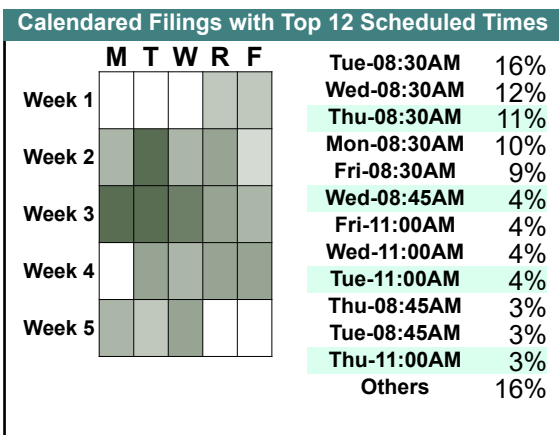 Calendared Filings with Top 12 Scheduled Times
M T W R F
Week 1
Week 2
Week 3
Week 4
Week 5
Tue-08:30AM 16%
Wed-08:30AM 12%
Thu-08:30AM 11%
Mon-08:30AM 10%
Fri-08:30AM 9%
Wed-08:45AM 4%
Fri-11:00AM 4%
Wed-11:00AM 4%
Tue-11:00AM 4%
Thu-08:45AM 3%
Tue-08:45AM 3%
Thu-11:00AM 3%
Others 16%